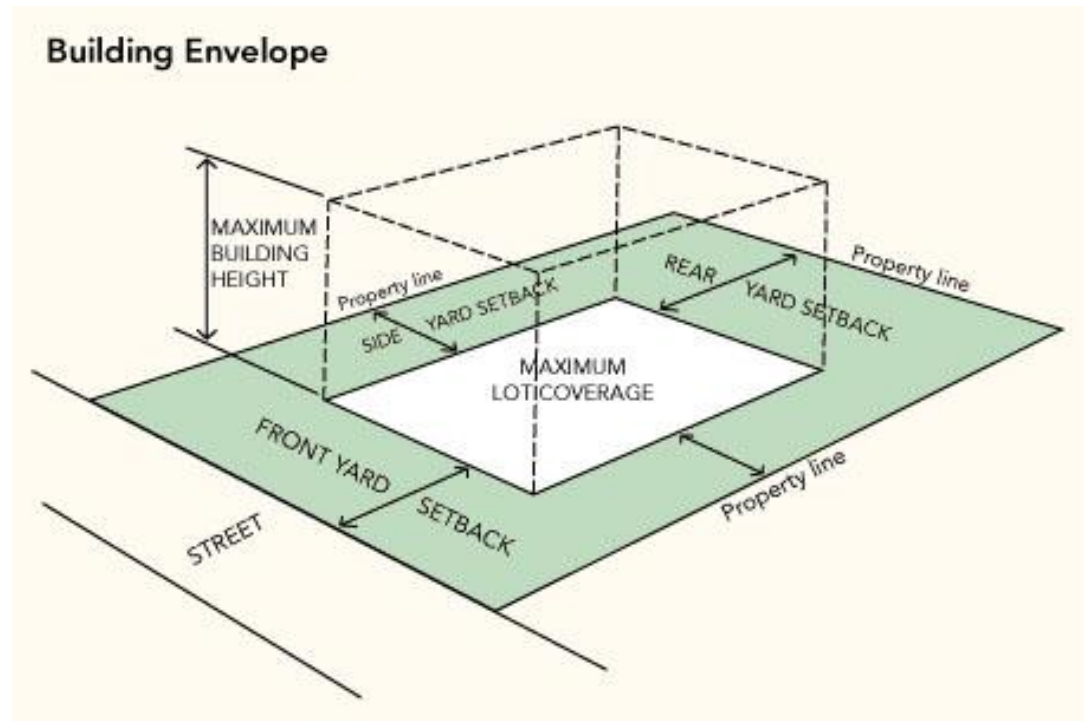 Building Envelope
MAXIMUM
BUILDING
HEIGHT
Property line
SIDE YARD SETBACK
REAR YARD SETBACK
Property line
MAXIMUM
LOTICOVERAGE
FRONT YARD SETBACK
Property line
STREET